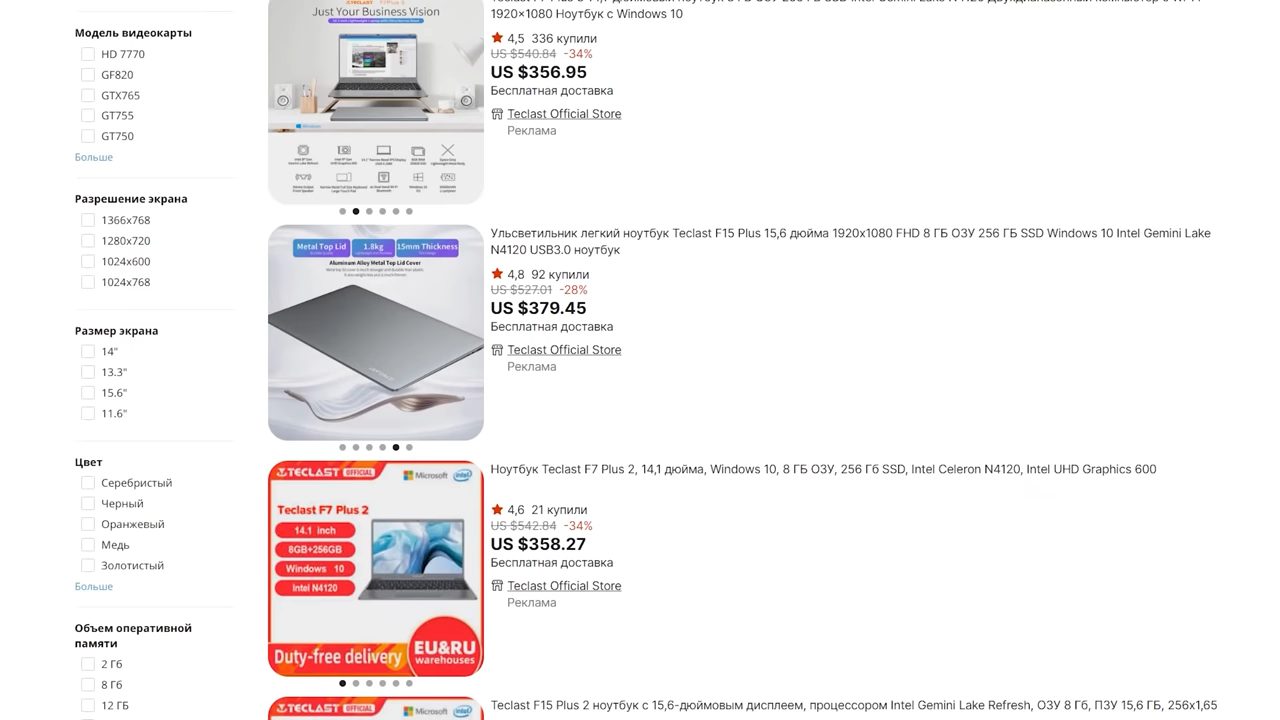 Модель видеокарты
HD 7770
GF820
GTX765
GT755
GT750
Больше
Разрешение экрана
1366x768
1280x720
1024x600
1024x768
Размер экрана
14"
13.3"
15.6"
11.6"
Цвет
Серебристый
Черный
Оранжевый
Медь
Золотистый
Больше
Объем оперативной
памяти
2 Гб
8 Гб
12 ГБ
TECLAST
Just Your Business Vision
Windows
1920×1080 Ноутбук с Windows 10
4,5 336 купили
US $540.84 -34%
US $356.95
Бесплатная доставка
Teclast Official Store
Реклама
Metal Top Lid
1.8kg
15mm Thickness
Aluminum Alloy Metal Top Lid Cover
Ульсветильник легкий ноутбук Teclast F15 Plus 15,6 дюйма 1920x1080 FHD 8 ГБ ОЗУ 256 ГБ SSD Windows 10 Intel Gemini Lake
N4120 USB3.0 ноутбук
4,8 92 купили
US $527.01 -28%
US $379.45
Бесплатная доставка
Teclast Official Store
Реклама
TECLAST OFFICIAL
Microsoft intel
Teclast F7 Plus 2
14.1 inch
8GB+256GB
Windows 10
Intel N4120
Duty-free delivery
EU&RU
warehouses
Ноутбук Teclast F7 Plus 2, 14,1 дюйма, Windows 10, 8 ГБ ОЗУ, 256 Гб SSD, Intel Celeron N4120, Intel UHD Graphics 600
4,6 21 купили
US $542.84 -34%
US $358.27
Бесплатная доставка
Teclast Official Store
Реклама
TECLAST OFFICIAL
Microsoft intel
Teclast F15 Plus 2 ноутбук с 15,6-дюймовым дисплеем, процессором Intel Gemini Lake Refresh, ОЗУ 8 Гб, ПЗУ 15,6 ГБ, 256x1,65